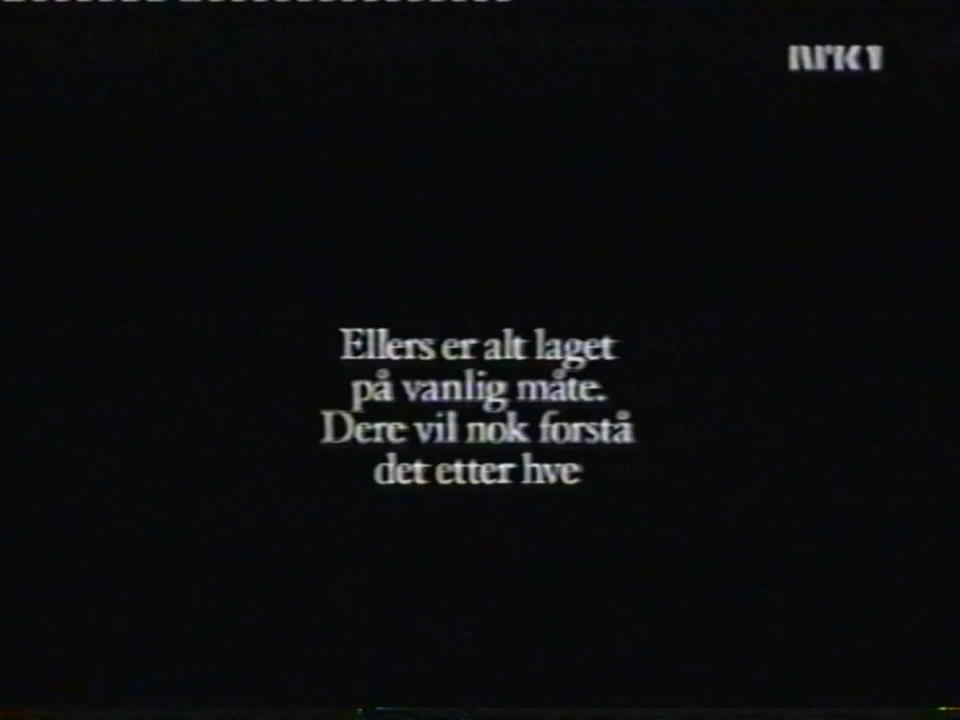 NRK1
Ellers er alt laget
på vanlig måte.
Dere vil nok forstå
det etter hve